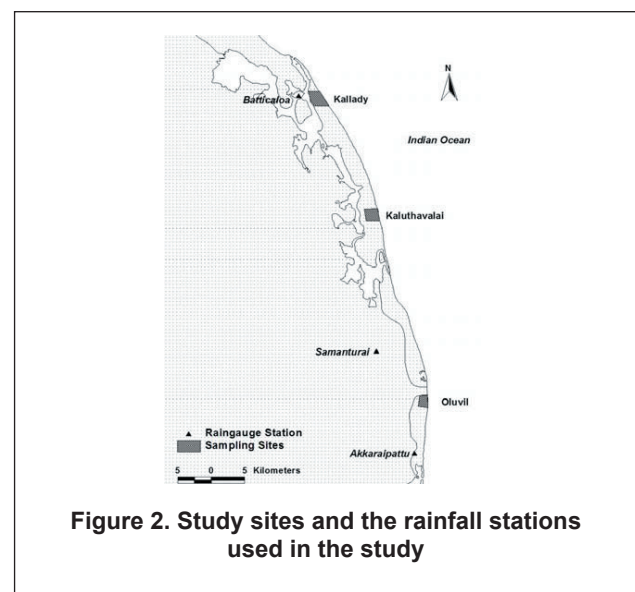 N
Batticaloa
Kallady
Indian Ocean
Kaluthavalai
Samanturai
Oluvil
Raingauge Station
Sampling Sites
Akkaraipattu
5 0 5 Kilometers
Figure 2. Study sites and the rainfall stations
used in the study